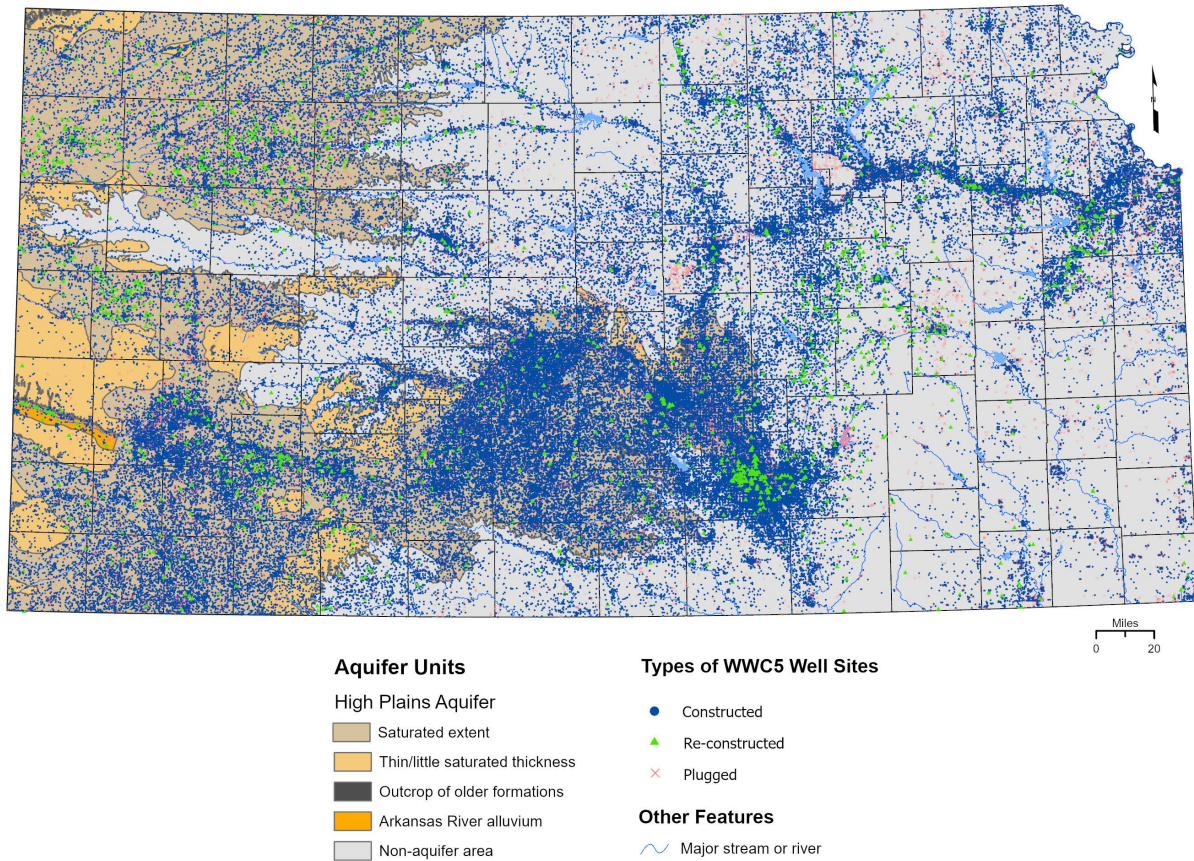 N
Miles
0 20
Aquifer Units
High Plains Aquifer
Saturated extent
Thin/little saturated thickness
Outcrop of older formations
Arkansas River alluvium
Non-aquifer area
Types of WWC5 Well Sites
Constructed
Re-constructed
Plugged
Other Features
Major stream or river